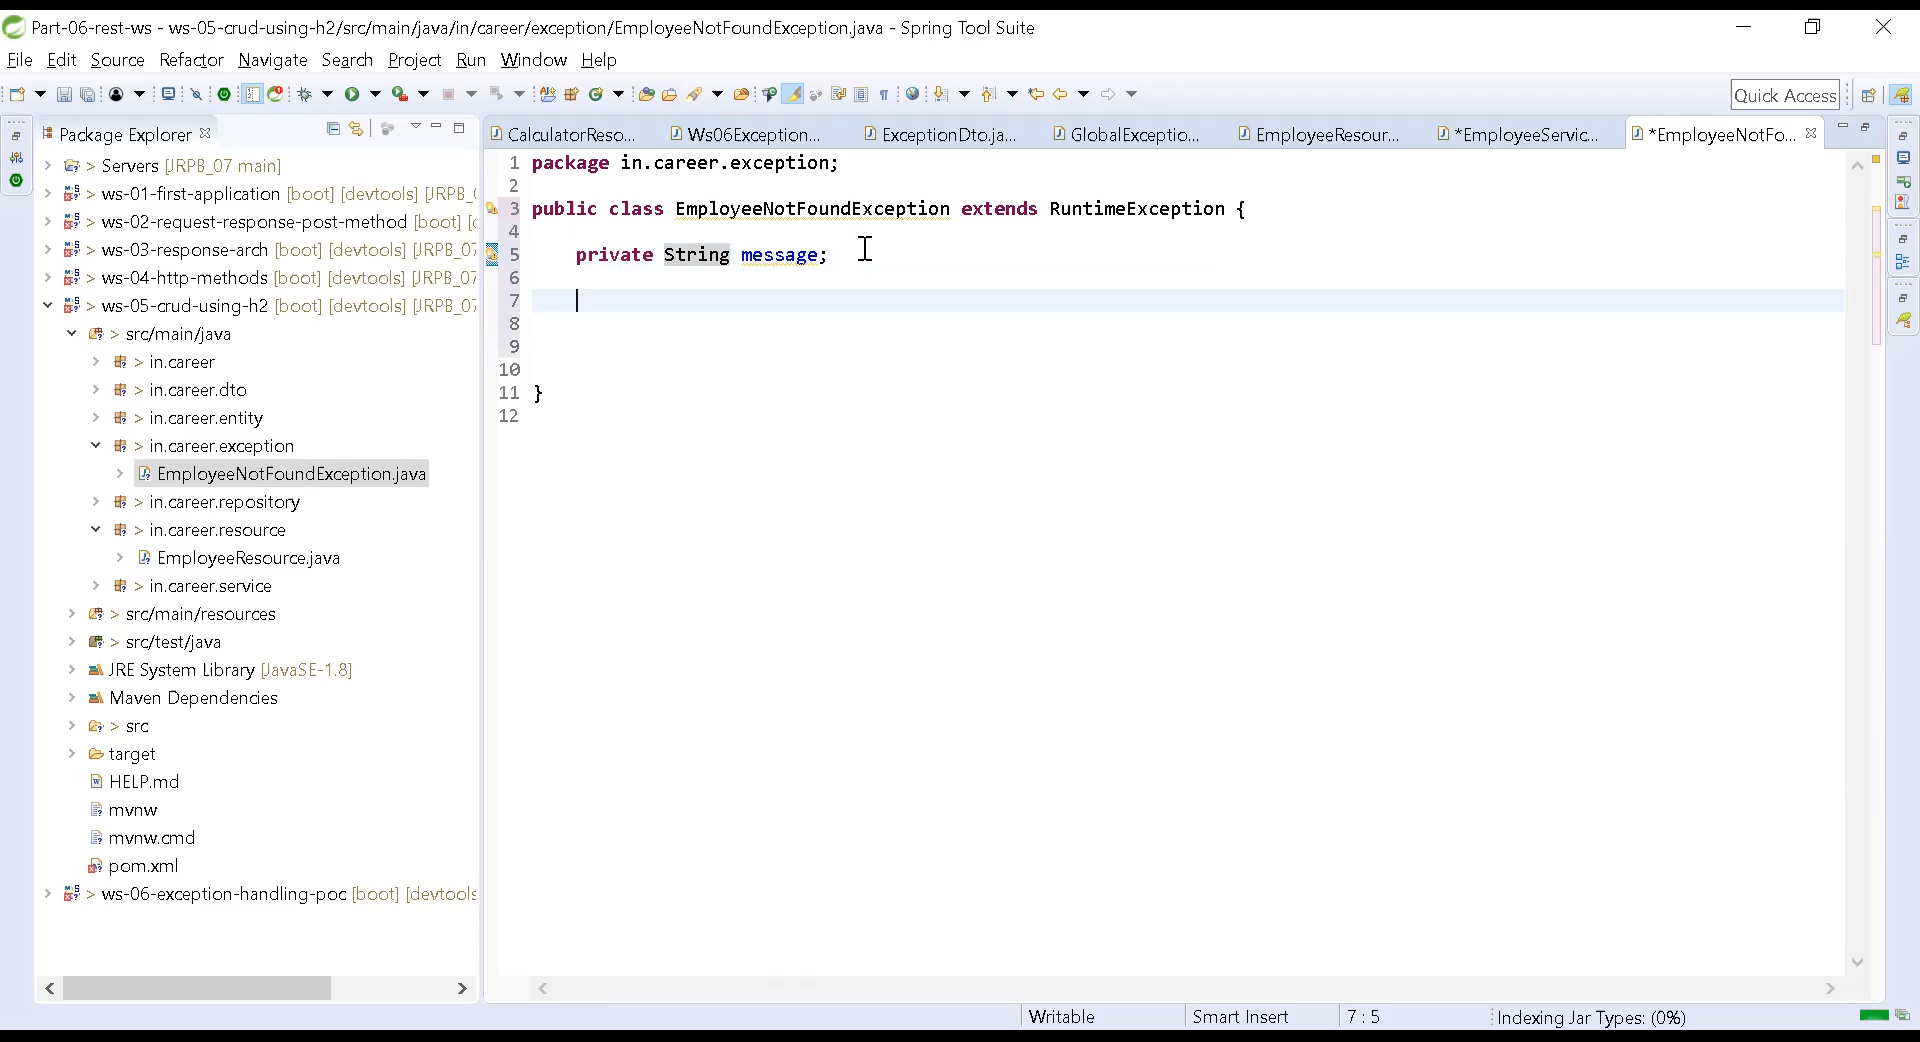 Part-06-rest-ws - ws-05-crud-using-h2/src/main/java/in/career/exception/EmployeeNotFoundException.java - Spring Tool Suite
File Edit Source Refactor Navigate Search Project Run Window Help
Quick Access
Package Explorer
CalculatorReso... Ws06Exception... ExceptionDto.ja... GlobalExceptio... EmployeeResour... *EmployeeServic... *EmployeeNotFo...
> Servers [JRPB_07 main]
> ws-01-first-application [boot] [devtools] [JRPB_
> ws-02-request-response-post-method [boot] [
> ws-03-response-arch [boot] [devtools] [JRPB_07
> ws-04-http-methods [boot] [devtools] [JRPB_07
> ws-05-crud-using-h2 [boot] [devtools] [JRPB_07
> src/main/java
> in.career
> in.career.dto
> in.career.entity
> in.career.exception
EmployeeNotFoundException.java
> in.career.repository
> in.career.resource
EmployeeResource.java
> in.career.service
> src/main/resources
> src/test/java
JRE System Library [JavaSE-1.8]
Maven Dependencies
> src
target
HELP.md
mvnw
mvnw.cmd
pom.xml
> ws-06-exception-handling-poc [boot] [devtools
1 package in.career.exception;
2
3 public class EmployeeNotFoundException extends RuntimeException {
4
5 private String message;
6
7
8
9
10
11 }
12
Writable Smart Insert 7 : 5 Indexing Jar Types: (0%)